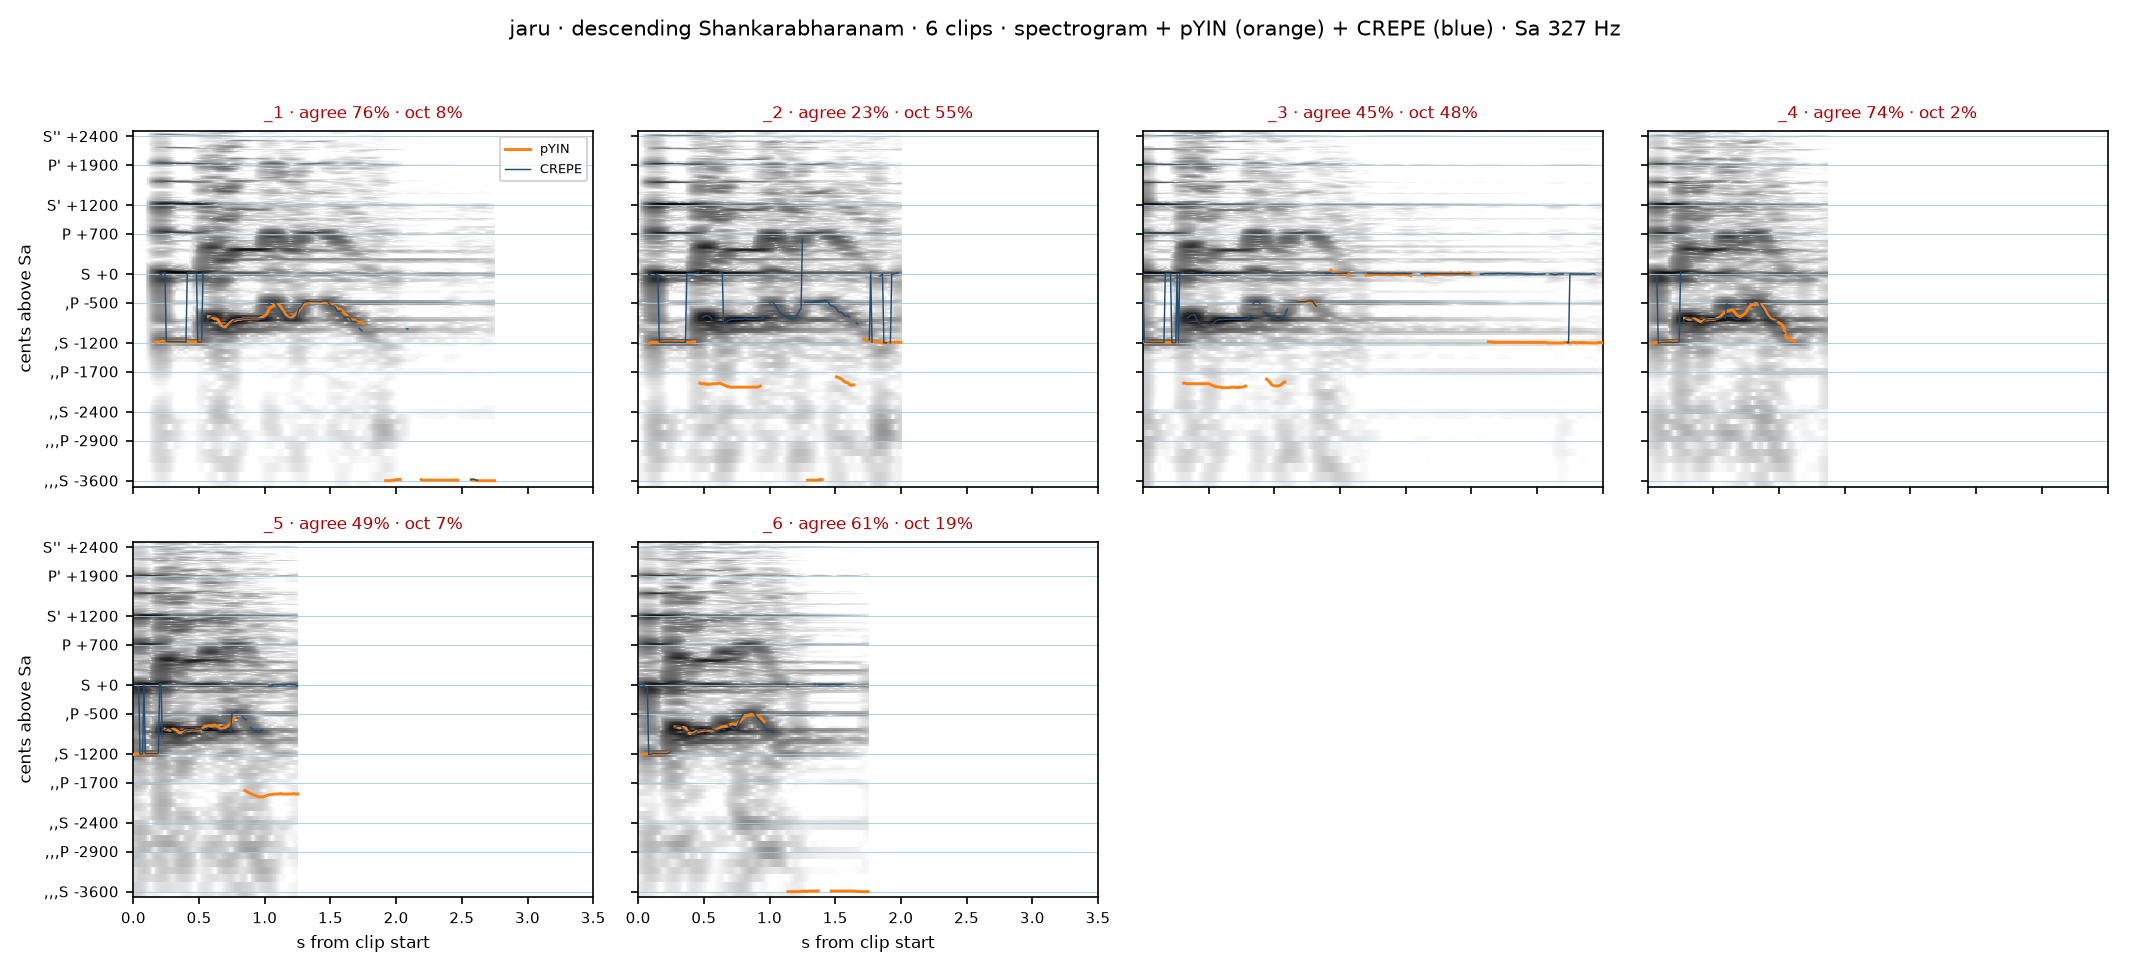 jaru · descending Shankarabharanam · 6 clips · spectrogram + pYIN (orange) + CREPE (blue) · Sa 327 Hz
_1 · agree 76% · oct 8%
_2 · agree 23% · oct 55%
_3 · agree 45% · oct 48%
_4 · agree 74% · oct 2%
cents above Sa
S'' +2400
P' +1900
S' +1200
P +700
S +0
,P -500
,S -1200
,,P -1700
,,S -2400
,,,P -2900
,,,S -3600
pYIN
CREPE
_5 · agree 49% · oct 7%
_6 · agree 61% · oct 19%
cents above Sa
S'' +2400
P' +1900
S' +1200
P +700
S +0
,P -500
,S -1200
,,P -1700
,,S -2400
,,,P -2900
,,,S -3600
0.0 0.5 1.0 1.5 2.0 2.5 3.0 3.5
0.0 0.5 1.0 1.5 2.0 2.5 3.0 3.5
s from clip start
s from clip start